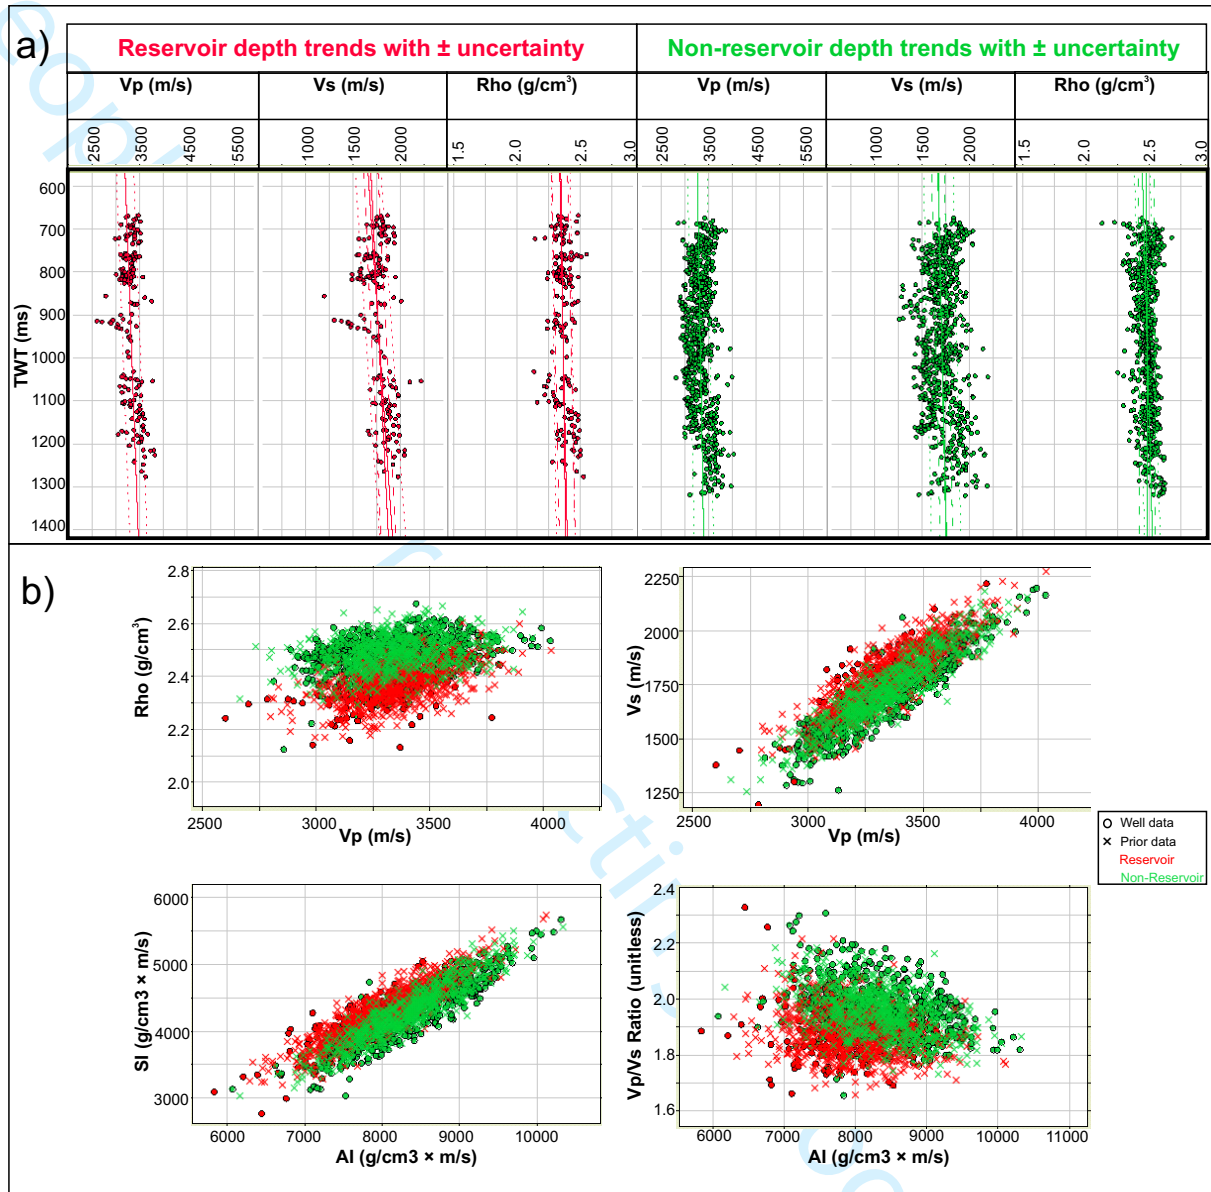 a)
Reservoir depth trends with ± uncertainty
Non-reservoir depth trends with ± uncertainty
Vp (m/s)
Vs (m/s)
Rho (g/cm³)
Vp (m/s)
Vs (m/s)
Rho (g/cm³)
2500 3500 4500 5500
1000 1500 2000
1.5 2.0 2.5 3.0
2500 3500 4500 5500
1000 1500 2000
1.5 2.0 2.5 3.0
TWT (ms)
600
700
800
900
1000
1100
1200
1300
1400
b)
Rho (g/cm³)
2.8
2.6
2.4
2.2
2.0
2500 3000 3500 4000
Vp (m/s)
Vs (m/s)
2250
2000
1750
1500
1250
2500 3000 3500 4000
Vp (m/s)
Well data
Prior data
Reservoir
Non-Reservoir
SI (g/cm3 × m/s)
6000
5000
4000
3000
6000 7000 8000 9000 10000
AI (g/cm3 × m/s)
Vp/Vs Ratio (unitless)
2.4
2.2
2.0
1.8
1.6
6000 7000 8000 9000 10000 11000
AI (g/cm3 × m/s)